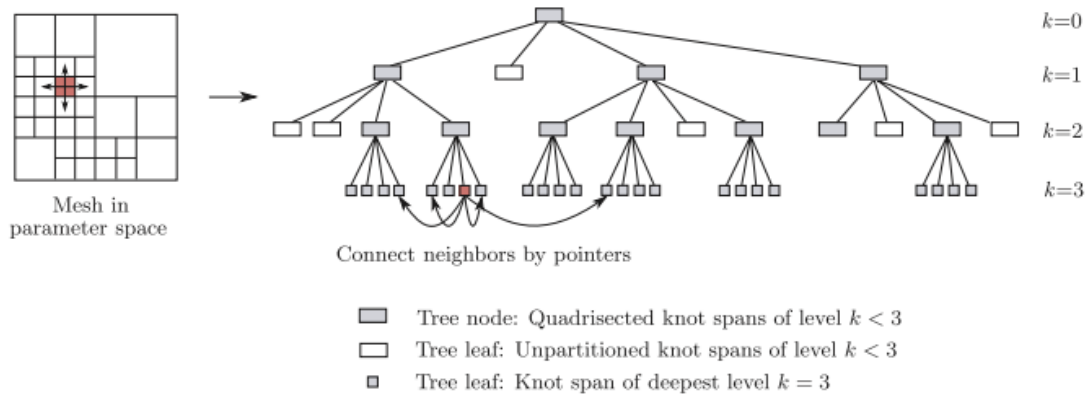 k=0
k=1
k=2
k=3
Mesh in
parameter space
Connect neighbors by pointers
Tree node: Quadrisected knot spans of level k < 3
Tree leaf: Unpartitioned knot spans of level k < 3
Tree leaf: Knot span of deepest level k = 3